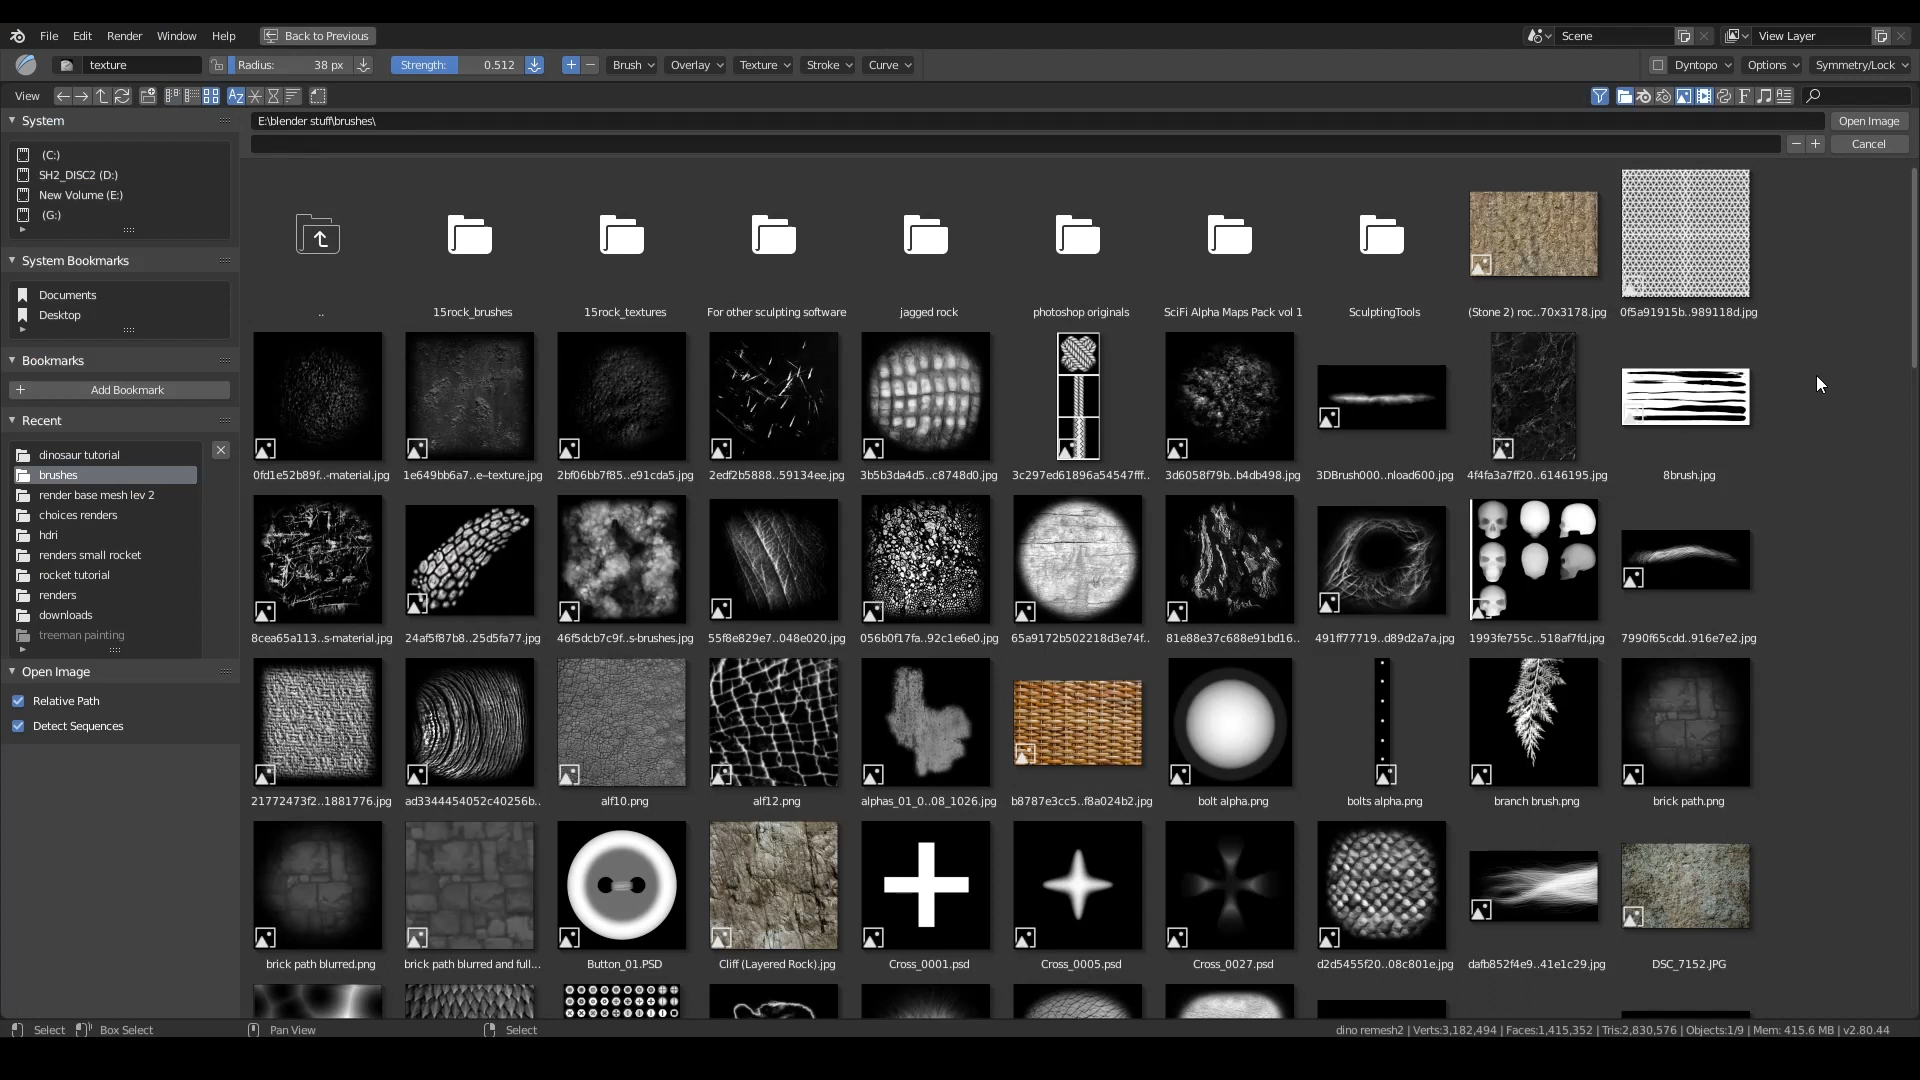 File Edit Render Window Help Back to Previous Scene View Layer
texture Radius: 38 px Strength: 0.512 Brush Overlay Texture Stroke Curve Dyntopo Options Symmetry/Lock
View
System
(C:)
SH2_DISC2 (D:)
New Volume (E:)
(G:)
System Bookmarks
Documents
Desktop
Bookmarks
Add Bookmark
Recent
dinosaur tutorial
brushes
render base mesh lev 2
choices renders
hdri
renders small rocket
rocket tutorial
renders
downloads
treeman painting
Open Image
Relative Path
Detect Sequences
E:\blender stuff\brushes\ Open Image
Cancel
.. 15rock_brushes 15rock_textures For other sculpting software jagged rock photoshop originals SciFi Alpha Maps Pack vol 1 SculptingTools (Stone 2) roc..70x3178.jpg 0f5a91915b..989118d.jpg
0fd1e52b89f..-material.jpg 1e649bb6a7..e-texture.jpg 2bf06bb7f85..e91cda5.jpg 2edf2b5888..59134ee.jpg 3b5b3da4d5..c8748d0.jpg 3c297ed61896a54547fff.. 3d6058f79b..b4db498.jpg 3DBrush000..nload600.jpg 4f4fa3a7ff20..6146195.jpg 8brush.jpg
8cea65a113..s-material.jpg 24af5f87b8..25d5fa77.jpg 46f5dcb7c9f..s-brushes.jpg 55f8e829e7..048e020.jpg 056b0f17fa..92c1e6e0.jpg 65a9172b502218d3e74f.. 81e88e37c688e91bd16.. 491ff77719..d89d2a7a.jpg 1993fe755c..518af7fd.jpg 7990f65cdd..916e7e2.jpg
21772473f2..1881776.jpg ad3344454052c40256b.. alf10.png alf12.png alphas_01_0..08_1026.jpg b8787e3cc5..f8a024b2.jpg bolt alpha.png bolts alpha.png branch brush.png brick path.png
brick path blurred.png brick path blurred and full... Button_01.PSD Cliff (Layered Rock).jpg Cross_0001.psd Cross_0005.psd Cross_0027.psd d2d5455f20..08c801e.jpg dafb852f4e9..41e1c29.jpg DSC_7152.JPG
Select Box Select Pan View Select dino remesh2 | Verts:3,182,494 | Faces:1,415,352 | Tris:2,830,576 | Objects:1/9 | Mem: 415.6 MB | v2.80.44